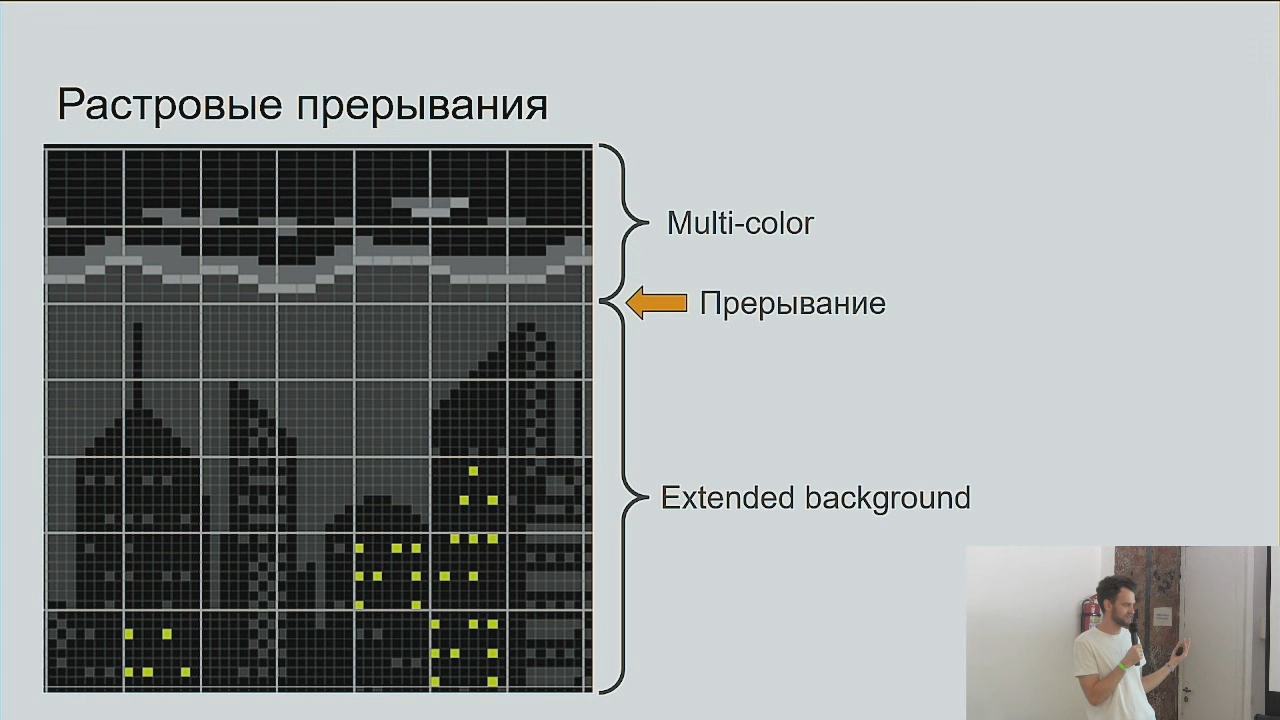 Растровые прерывания
Multi-color
Прерывание
Extended background